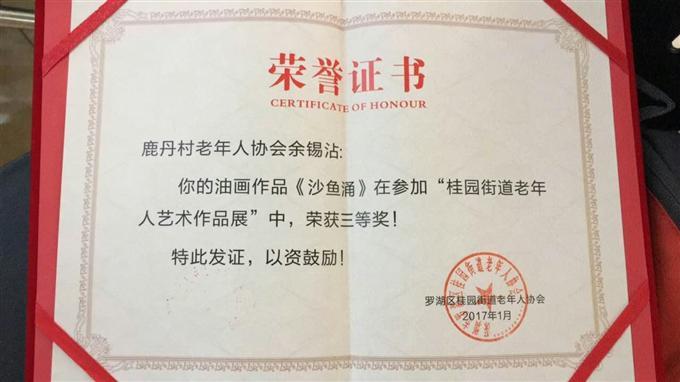 荣誉证书
CERTIFICATE OF HONOUR
鹿丹村老年人协会余锡沾:
你的油画作品《沙鱼涌》在参加“桂园街道老年
人艺术作品展”中，荣获三等奖！
特此发证，以资鼓励！
罗湖区桂园街道老年人协会
2017年1月